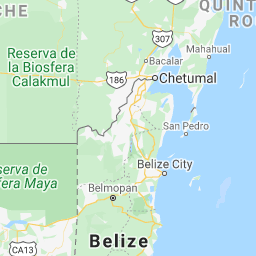 CHE
QUINT
RO
307
Mahahual
Reserva de
la Biosfera
Calakmul
Bacalar
186
Chetumal
San Pedro
Belize City
erva de
fera Maya
Belmopan
Belize
CA13